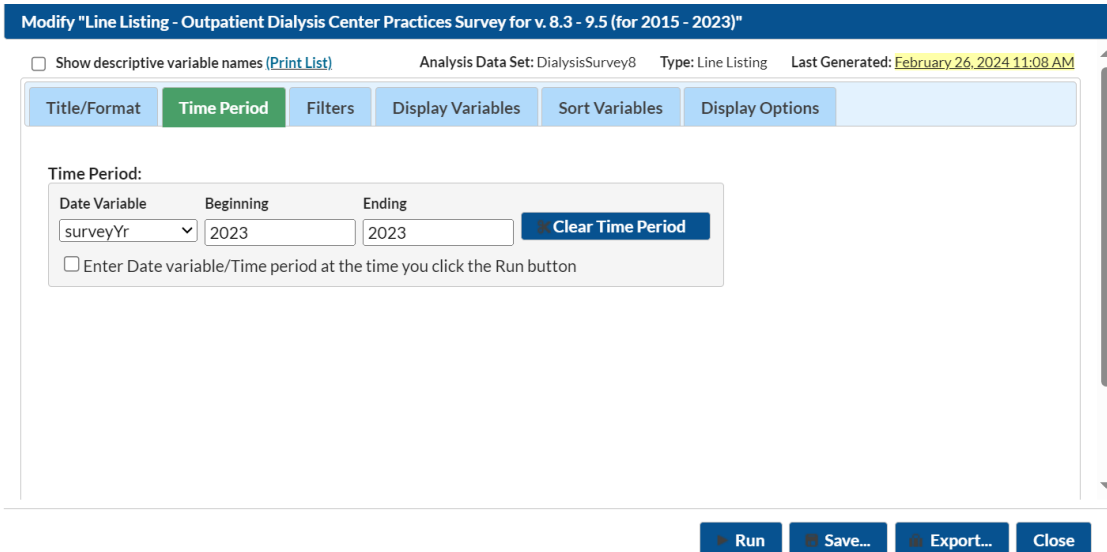 Modify "Line Listing - Outpatient Dialysis Center Practices Survey for v. 8.3 - 9.5 (for 2015 - 2023)"
Show descriptive variable names (Print List) Analysis Data Set: DialysisSurvey8 Type: Line Listing Last Generated: February 26, 2024 11:08 AM
Title/Format Time Period Filters Display Variables Sort Variables Display Options
Time Period:
Date Variable Beginning Ending
surveyYr 2023 2023 Clear Time Period
Enter Date variable/Time period at the time you click the Run button
Run Save... Export... Close